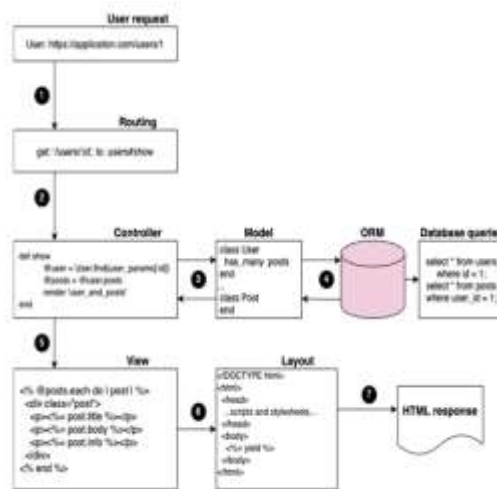 User request
User: https://application.com/users/1
1
Routing
get '/users/:id', to: users#show
2
Controller
Model
ORM
Database queries
def show
@user = User.find(user_params[:id])
@posts = @user.posts
render 'user_and_posts'
end
3
class User
has_many :posts
end
...
class Post
end
4
select * from users
where id = 1;
select * from posts
where user_id = 1;
5
View
Layout
<% @posts.each do | post | %>
<div class="post">
<p><%= post.title %></p>
<p><%= post.body %></p>
<p><%= post.info %></p>
</div>
<% end %>
6
<!DOCTYPE html>
<html>
<head>
...scripts and stylesheets...
</head>
<body>
<%= yield %>
</body>
</html>
7
HTML response